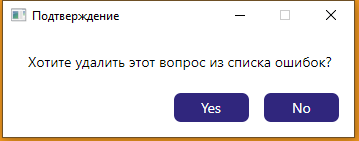 Подтверждение
Хотите удалить этот вопрос из списка ошибок?
Yes No